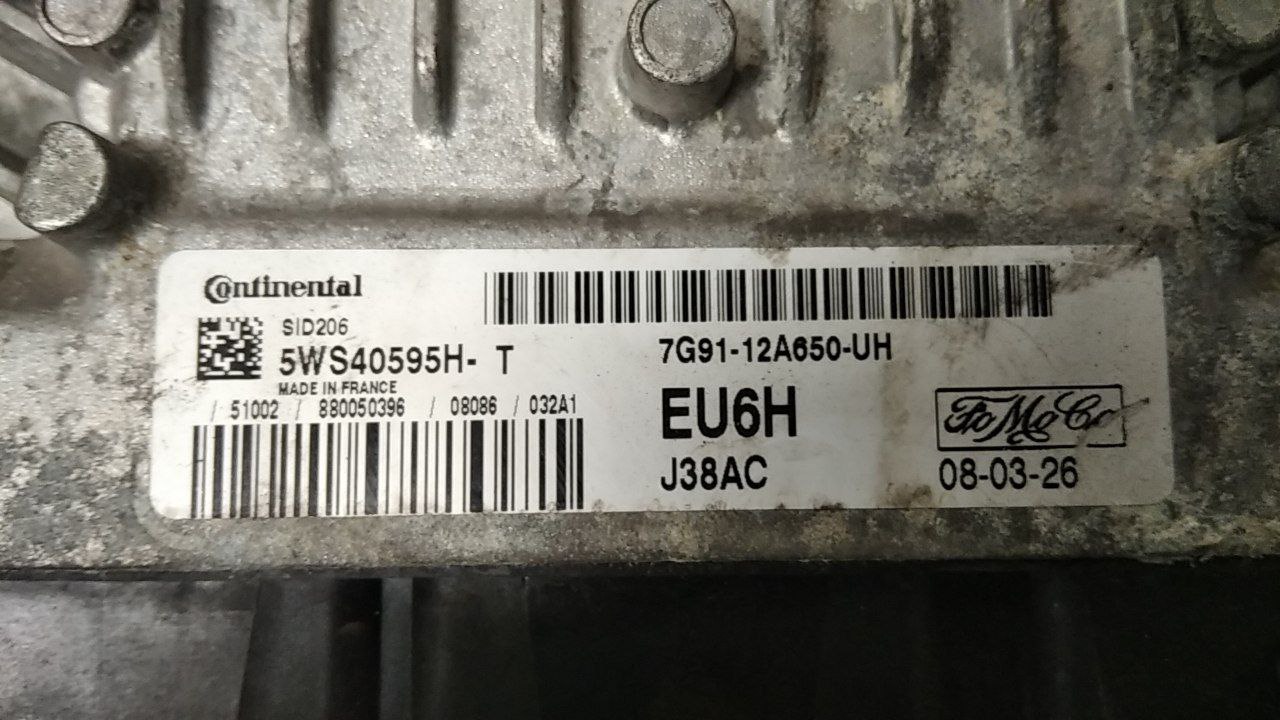 Continental
SID206
5WS40595H- T
MADE IN FRANCE
/ 51002 / 880050396 / 08086 / 032A1
7G91-12A650-UH
EU6H
J38AC
FoMoCo
08-03-26